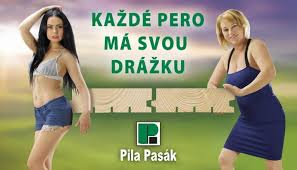 KAŽDÉ PERO
MÁ SVOU
DRÁŽKU
P
Pila Pasák